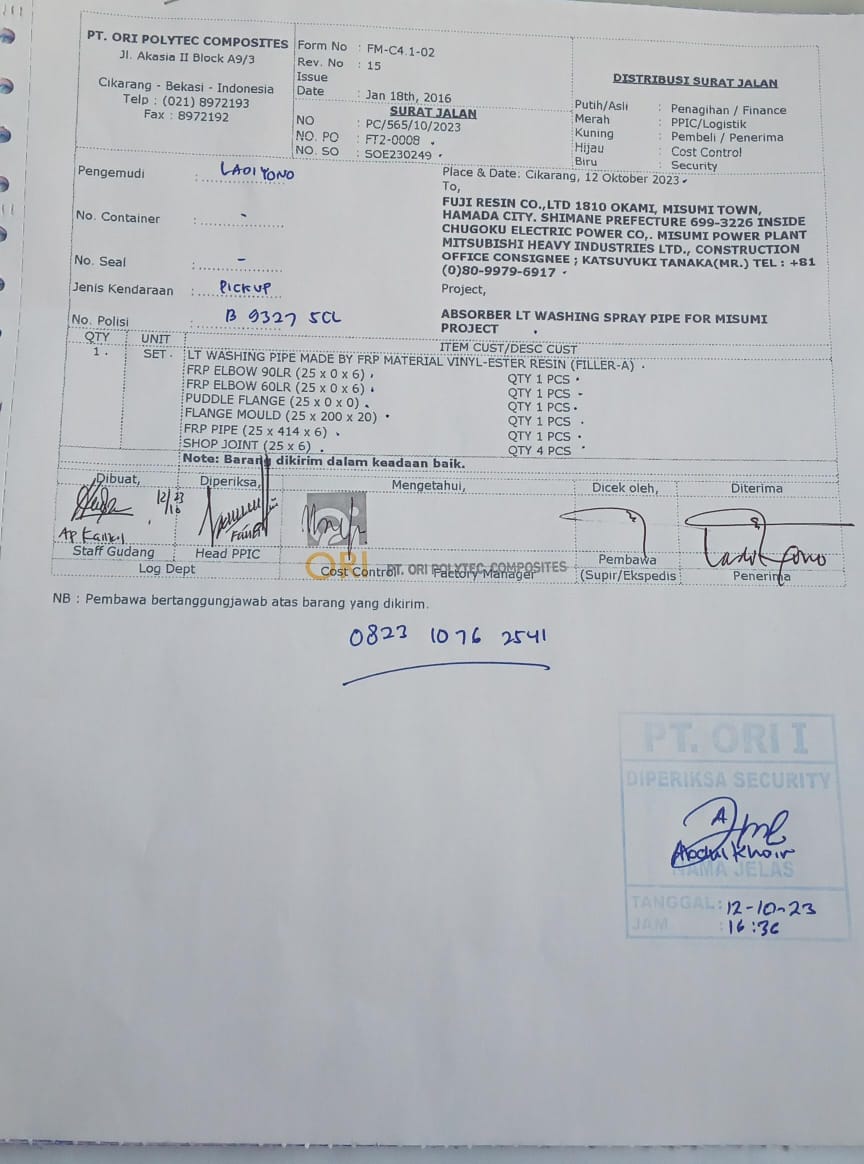 PT. ORI POLYTEC COMPOSITES
Jl. Akasia II Block A9/3
Cikarang - Bekasi - Indonesia
Telp : (021) 8972193
Fax : 8972192
Form No : FM-C4.1-02
Rev. No : 15
Issue
Date : Jan 18th, 2016
SURAT JALAN
NO : PC/565/10/2023
NO. PO : FT2-0008
NO. SO : SOE230249
DISTRIBUSI SURAT JALAN
Putih/Asli : Penagihan / Finance
Merah : PPIC/Logistik
Kuning : Pembeli / Penerima
Hijau : Cost Control
Biru : Security
Pengemudi : LADIYONO
No. Container : -
No. Seal : -
Jenis Kendaraan : PICKUP
No. Polisi : B 9327 SCL
Place & Date: Cikarang, 12 Oktober 2023
To,
FUJI RESIN CO.,LTD 1810 OKAMI, MISUMI TOWN,
HAMADA CITY. SHIMANE PREFECTURE 699-3226 INSIDE
CHUGOKU ELECTRIC POWER CO,. MISUMI POWER PLANT
MITSUBISHI HEAVY INDUSTRIES LTD., CONSTRUCTION
OFFICE CONSIGNEE ; KATSUYUKI TANAKA(MR.) TEL : +81
(0)80-9979-6917
Project,
ABSORBER LT WASHING SPRAY PIPE FOR MISUMI
PROJECT
QTY UNIT ITEM CUST/DESC CUST
1 SET LT WASHING PIPE MADE BY FRP MATERIAL VINYL-ESTER RESIN (FILLER-A)
FRP ELBOW 90LR (25 x 0 x 6) QTY 1 PCS
FRP ELBOW 60LR (25 x 0 x 6) QTY 1 PCS
PUDDLE FLANGE (25 x 0 x 0) QTY 1 PCS
FLANGE MOULD (25 x 200 x 20) QTY 1 PCS
FRP PIPE (25 x 414 x 6) QTY 1 PCS
SHOP JOINT (25 x 6) QTY 4 PCS
Note: Barang dikirim dalam keadaan baik.
Dibuat, Diperiksa, Mengetahui, Dicek oleh, Diterima
12/23
10
Ladiyono
ORI PT. ORI POLYTEC COMPOSITES
Staff Gudang Head PPIC Cost Control Factory Manager Pembawa
Log Dept (Supir/Ekspedis Penerima
NB : Pembawa bertanggungjawab atas barang yang dikirim.
0823 1076 2541
PT. ORI I
DIPERIKSA SECURITY
Abdul Khoir
NAMA JELAS
TANGGAL: 12-10-23
JAM : 16:36